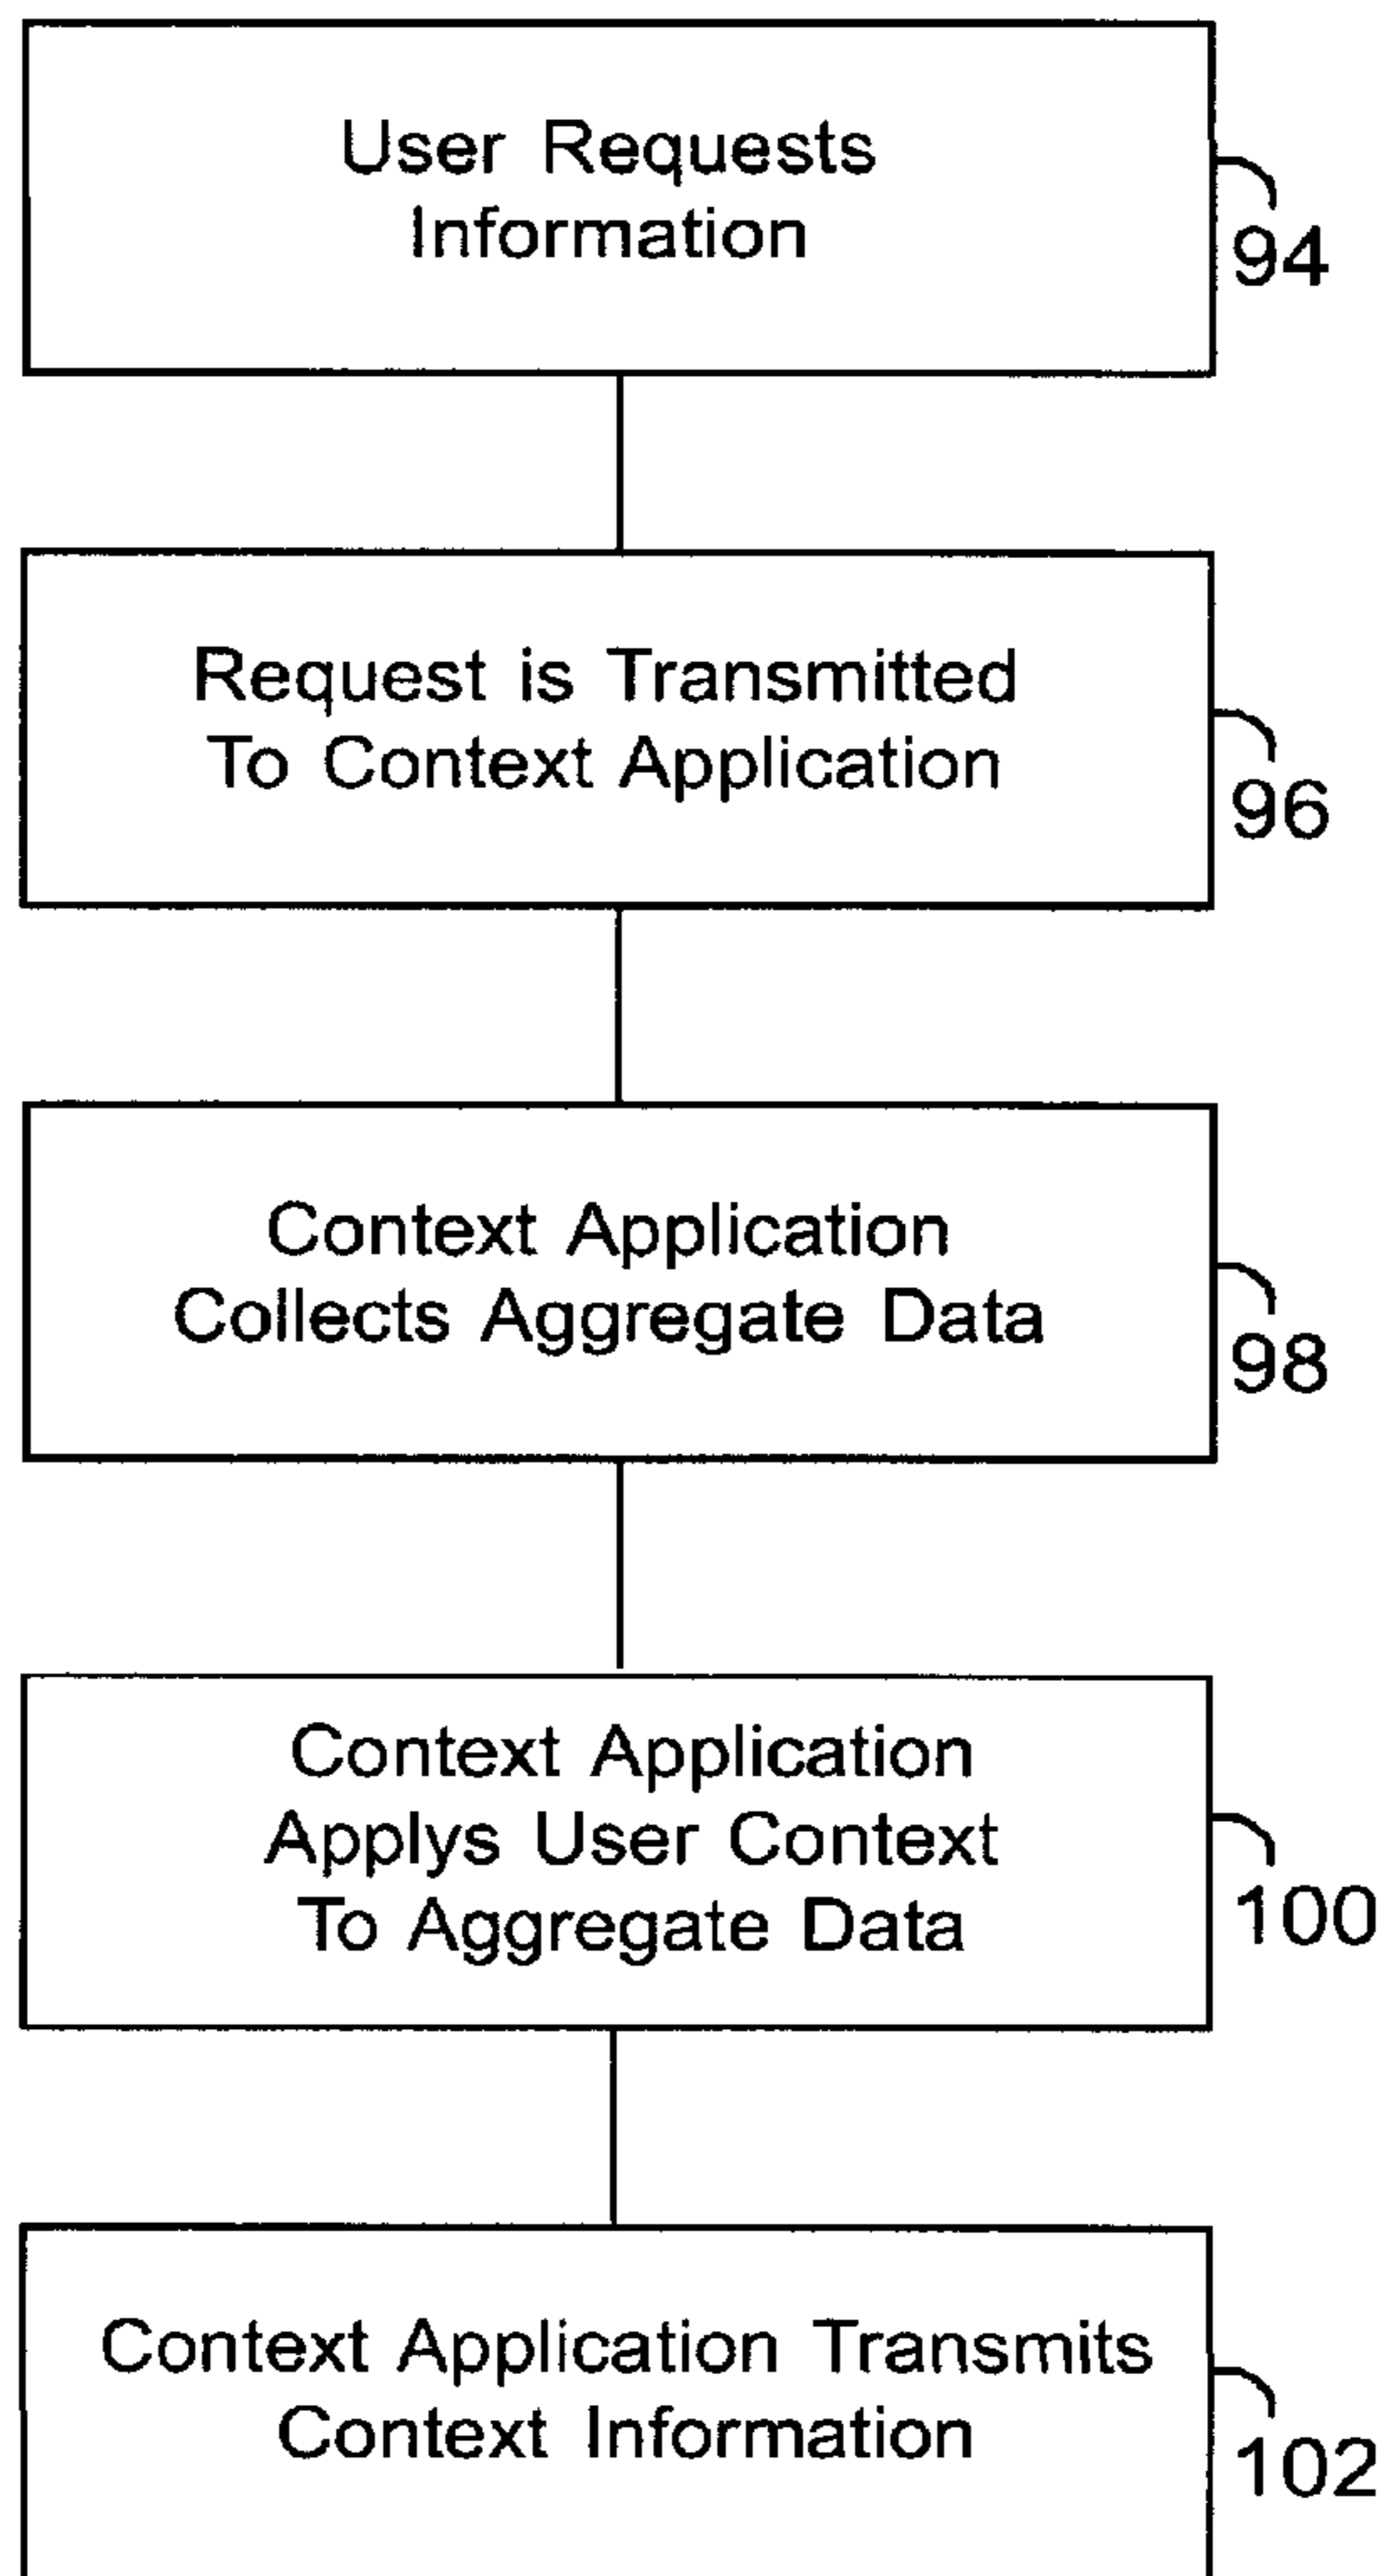 User Requests
Information
94
Request is Transmitted
To Context Application
96
Context Application
Collects Aggregate Data
98
Context Application
Applys User Context
To Aggregate Data
100
Context Application Transmits
Context Information
102